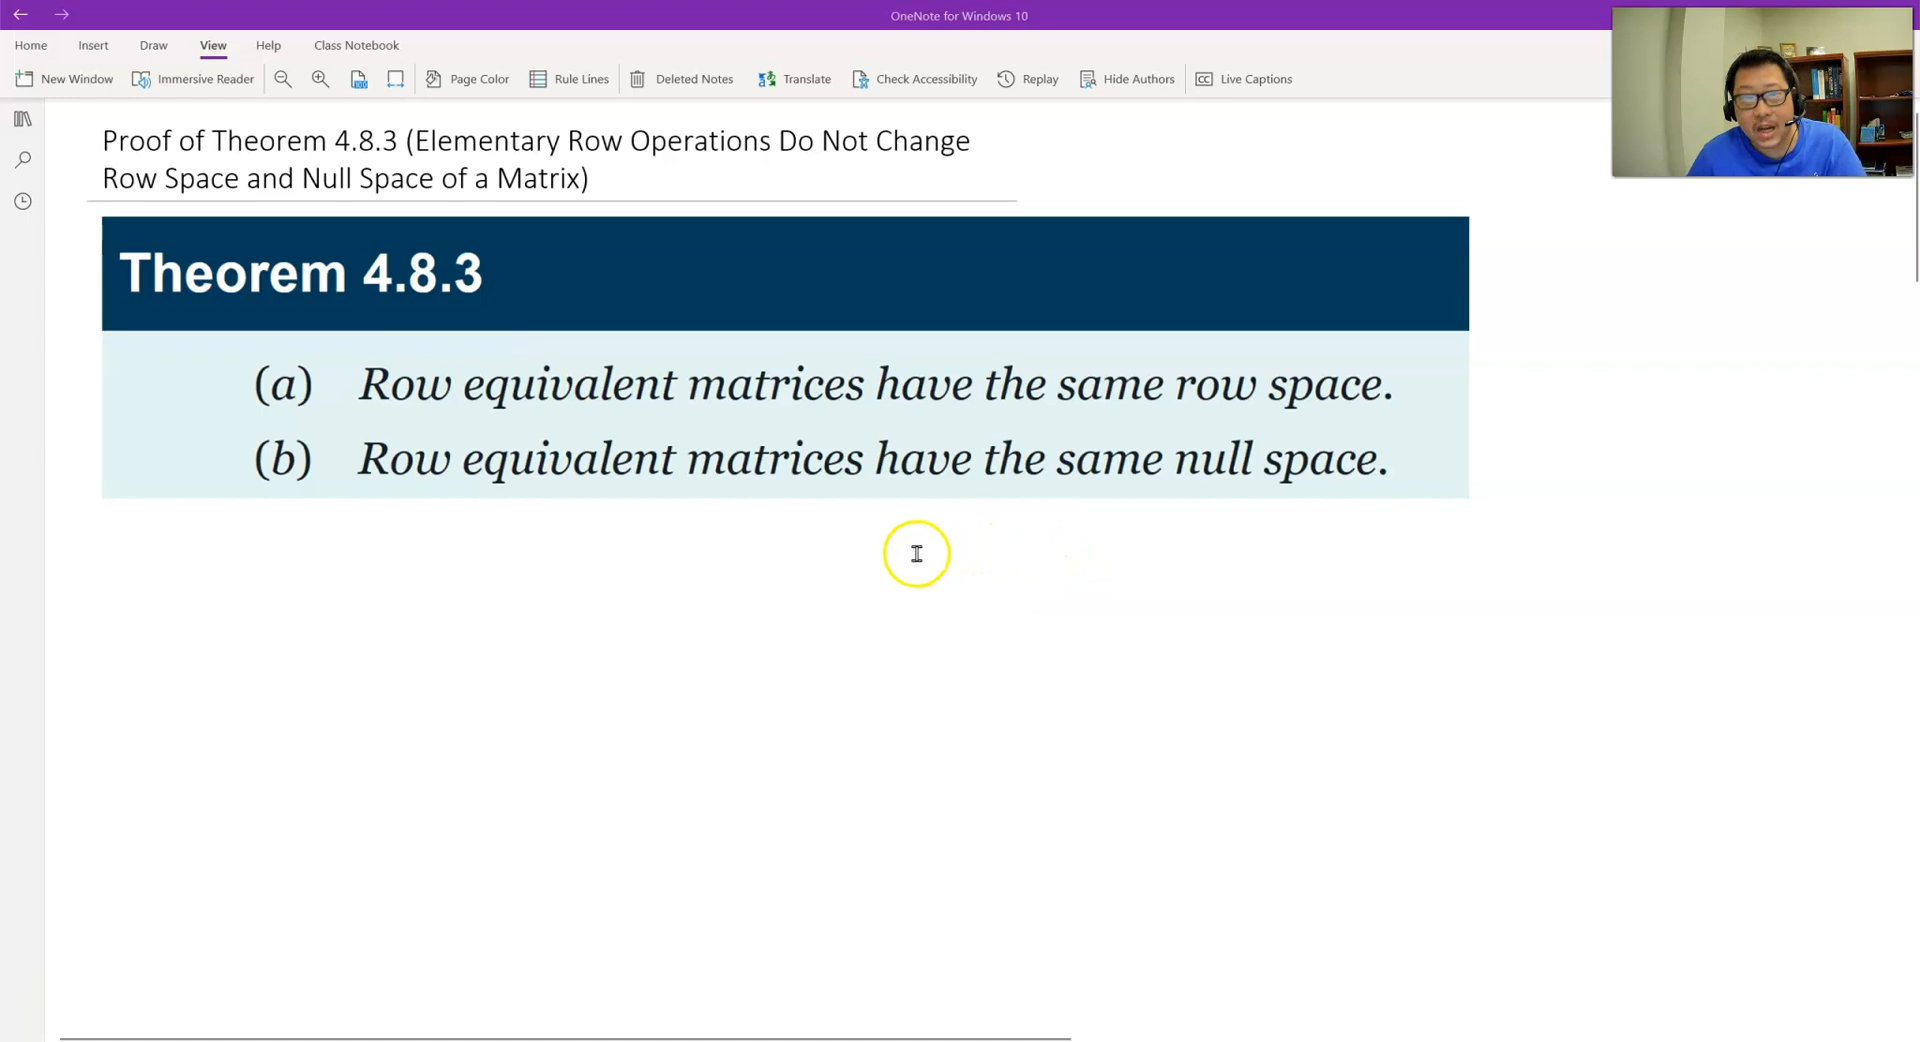 OneNote for Windows 10
Home Insert Draw View Help Class Notebook
New Window Immersive Reader Page Color Rule Lines Deleted Notes Translate Check Accessibility Replay Hide Authors CC Live Captions
Proof of Theorem 4.8.3 (Elementary Row Operations Do Not Change
Row Space and Null Space of a Matrix)
Theorem 4.8.3
(a) Row equivalent matrices have the same row space.
(b) Row equivalent matrices have the same null space.